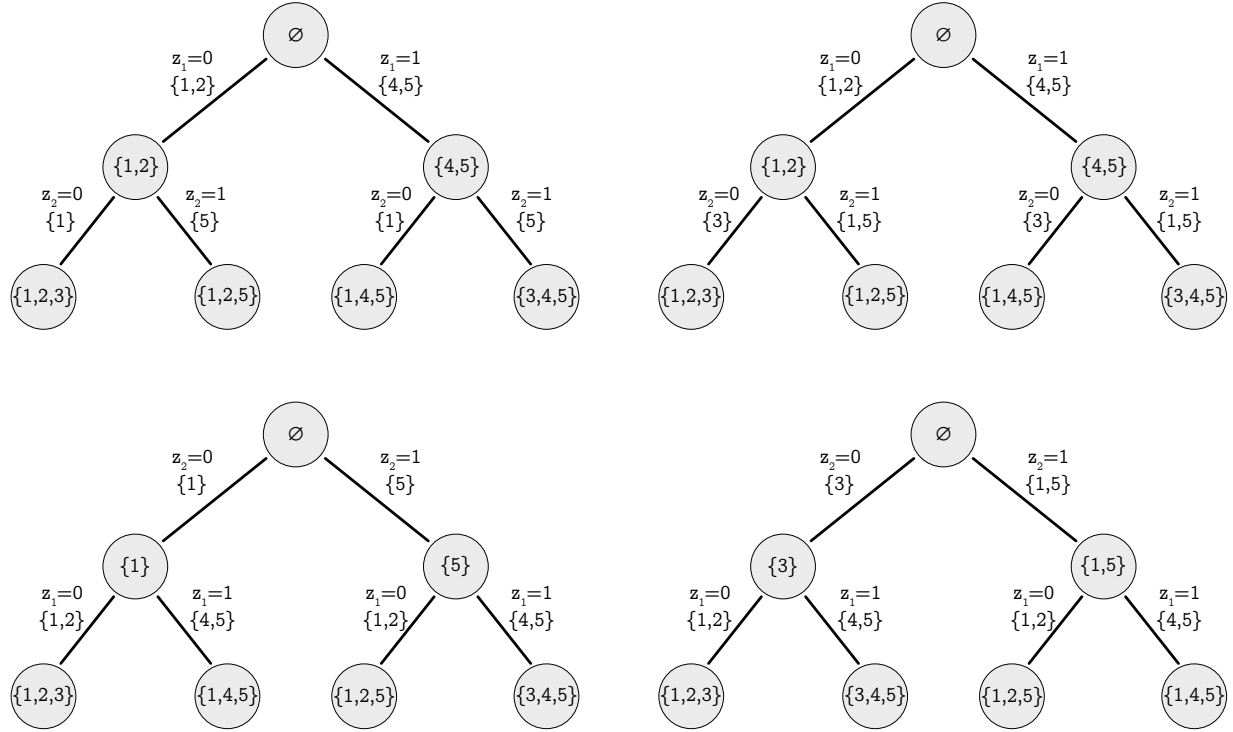 ∅ ∅
z₁=0 z₁=1 z₁=0 z₁=1
{1,2} {4,5} {1,2} {4,5}
{1,2} {4,5} {1,2} {4,5}
z₂=0 z₂=1 z₂=0 z₂=1 z₂=0 z₂=1 z₂=0 z₂=1
{1} {5} {1} {5} {3} {1,5} {3} {1,5}
{1,2,3} {1,2,5} {1,4,5} {3,4,5} {1,2,3} {1,2,5} {1,4,5} {3,4,5}
∅ ∅
z₂=0 z₂=1 z₂=0 z₂=1
{1} {5} {3} {1,5}
{1} {5} {3} {1,5}
z₁=0 z₁=1 z₁=0 z₁=1 z₁=0 z₁=1 z₁=0 z₁=1
{1,2} {4,5} {1,2} {4,5} {1,2} {4,5} {1,2} {4,5}
{1,2,3} {1,4,5} {1,2,5} {3,4,5} {1,2,3} {3,4,5} {1,2,5} {1,4,5}